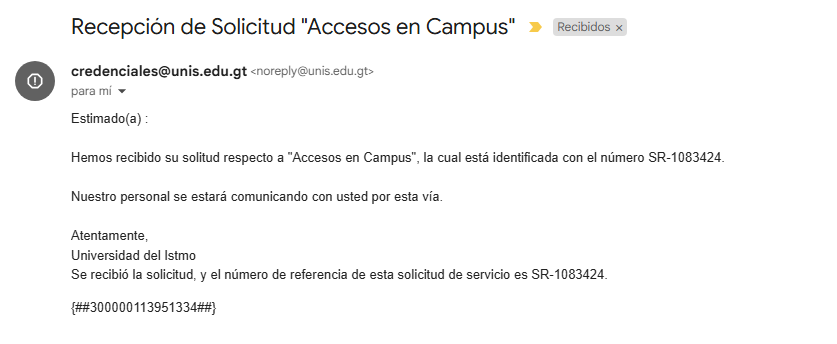 Recepción de Solicitud "Accesos en Campus" Recibidos ×
credenciales@unis.edu.gt <noreply@unis.edu.gt>
para mí
Estimado(a) :
Hemos recibido su solitud respecto a "Accesos en Campus", la cual está identificada con el número SR-1083424.
Nuestro personal se estará comunicando con usted por esta vía.
Atentamente,
Universidad del Istmo
Se recibió la solicitud, y el número de referencia de esta solicitud de servicio es SR-1083424.
{##300000113951334##}